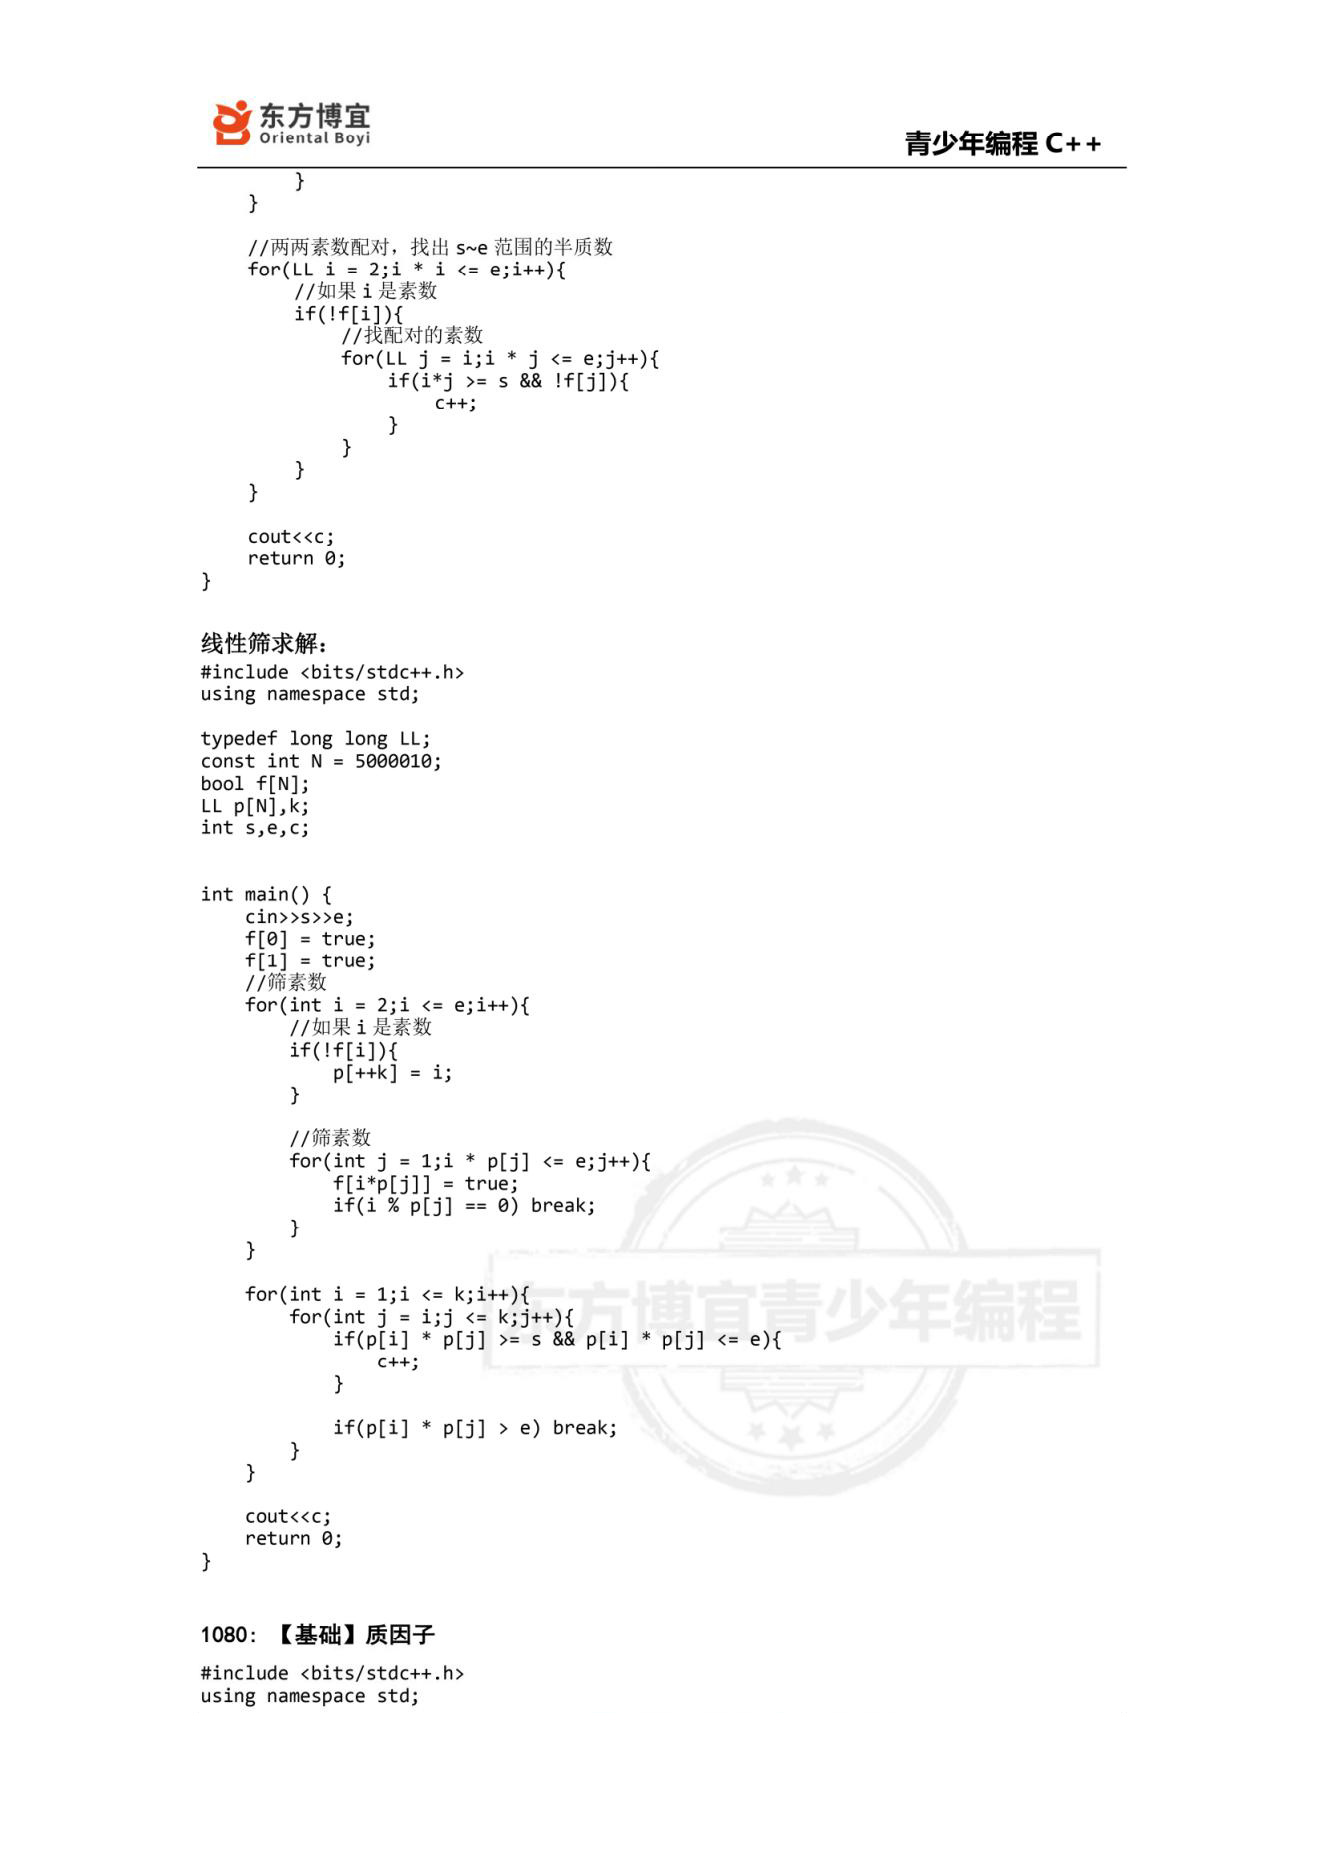 东方博宜
Oriental Boyi
青少年编程 C++
        }
    }

    //两两素数配对，找出 s~e 范围的半质数
    for(LL i = 2;i * i <= e;i++){
        //如果 i 是素数
        if(!f[i]){
            //找配对的素数
            for(LL j = i;i * j <= e;j++){
                if(i*j >= s && !f[j]){
                    c++;
                }
            }
        }
    }

    cout<<c;
    return 0;
}

线性筛求解：
#include <bits/stdc++.h>
using namespace std;

typedef long long LL;
const int N = 5000010;
bool f[N];
LL p[N],k;
int s,e,c;

int main() {
    cin>>s>>e;
    f[0] = true;
    f[1] = true;
    //筛素数
    for(int i = 2;i <= e;i++){
        //如果 i 是素数
        if(!f[i]){
            p[++k] = i;
        }

        //筛素数
        for(int j = 1;i * p[j] <= e;j++){
            f[i*p[j]] = true;
            if(i % p[j] == 0) break;
        }
    }

    for(int i = 1;i <= k;i++){
        for(int j = i;j <= k;j++){
            if(p[i] * p[j] >= s && p[i] * p[j] <= e){
                c++;
            }

            if(p[i] * p[j] > e) break;
        }
    }

    cout<<c;
    return 0;
}
东方博宜青少年编程

1080: 【基础】质因子
#include <bits/stdc++.h>
using namespace std;